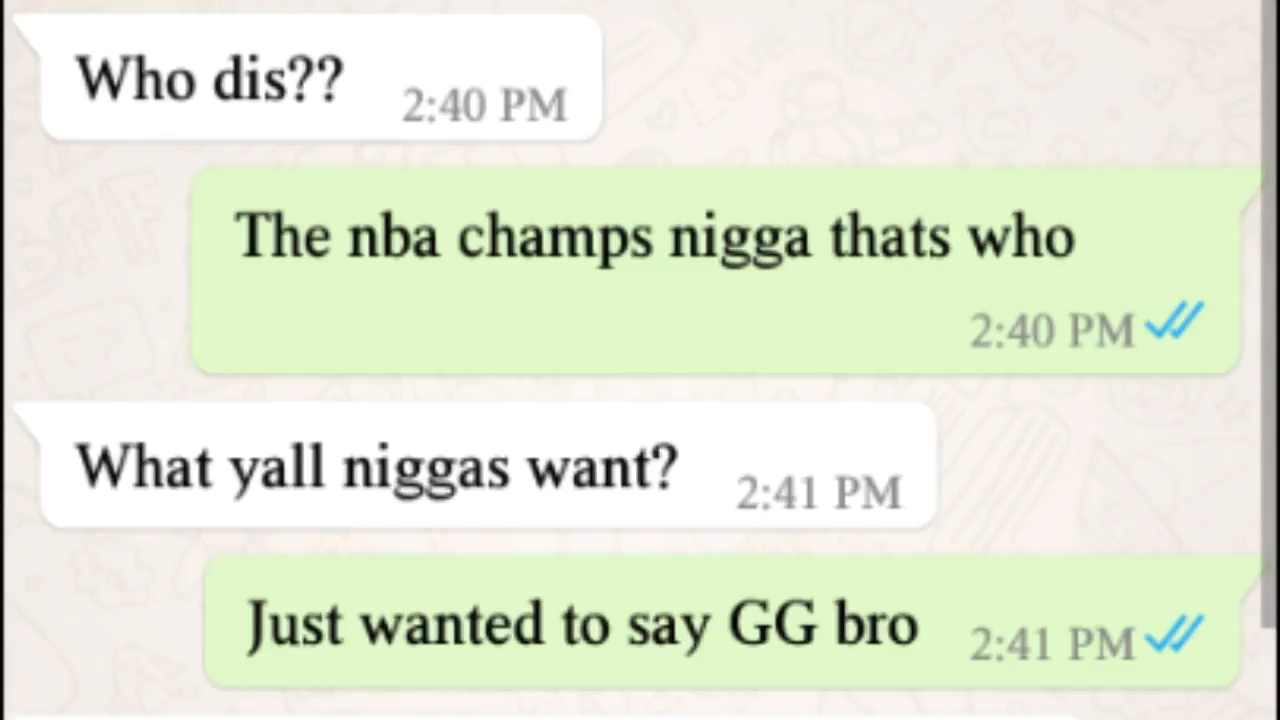 Who dis??
2:40 PM
The nba champs nigga thats who
2:40 PM
What yall niggas want?
2:41 PM
Just wanted to say GG bro
2:41 PM